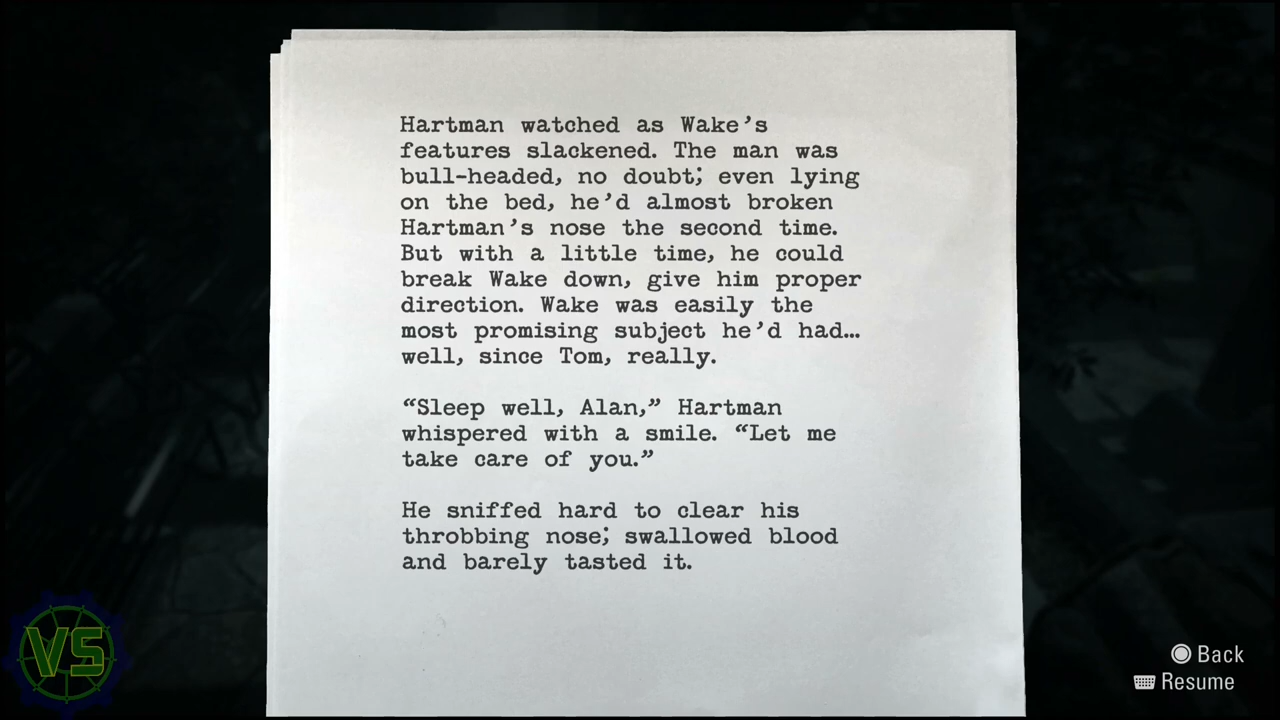 Hartman watched as Wake’s
features slackened. The man was
bull-headed, no doubt; even lying
on the bed, he’d almost broken
Hartman’s nose the second time.
But with a little time, he could
break Wake down, give him proper
direction. Wake was easily the
most promising subject he’d had…
well, since Tom, really.
“Sleep well, Alan,” Hartman
whispered with a smile. “Let me
take care of you.”
He sniffed hard to clear his
throbbing nose; swallowed blood
and barely tasted it.
VS
Back
Resume